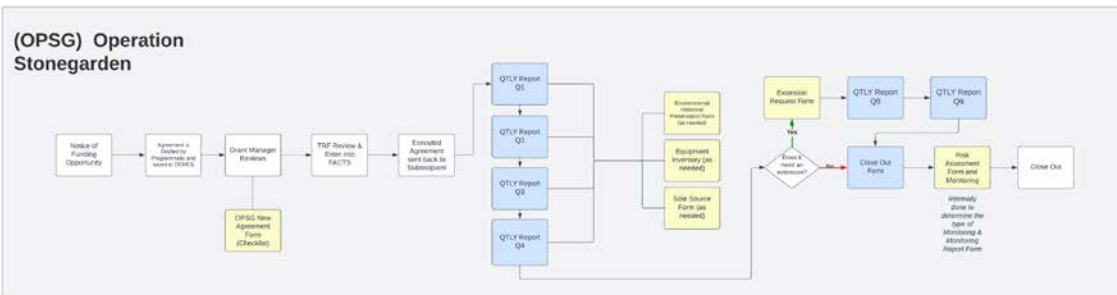 (OPSG) Operation
Stonegarden
Notice of
Funding
Opportunity
Agreement is
Drafted by
Programmatic and
saved to DEMES
Grant Manager
Reviews
OPSG New
Agreement
Form
(Checklist)
TRF Review &
Enter into
FACTS
Executed
Agreement
sent back to
Subrecipient
QTLY Report
Q1
QTLY Report
Q2
QTLY Report
Q3
QTLY Report
Q4
Environmental
Historical
Preservation Form
(as needed)
Equipment
Inventory (as
needed)
Sole Source
Form (as
needed)
Does it
need an
extension?
Yes
No
Extension
Request Form
QTLY Report
Q5
QTLY Report
Q6
Close Out
Form
Risk
Assessment
Form and
Monitoring
Internally
done to
determine the
type of
Monitoring &
Monitoring
Report Form
Close Out